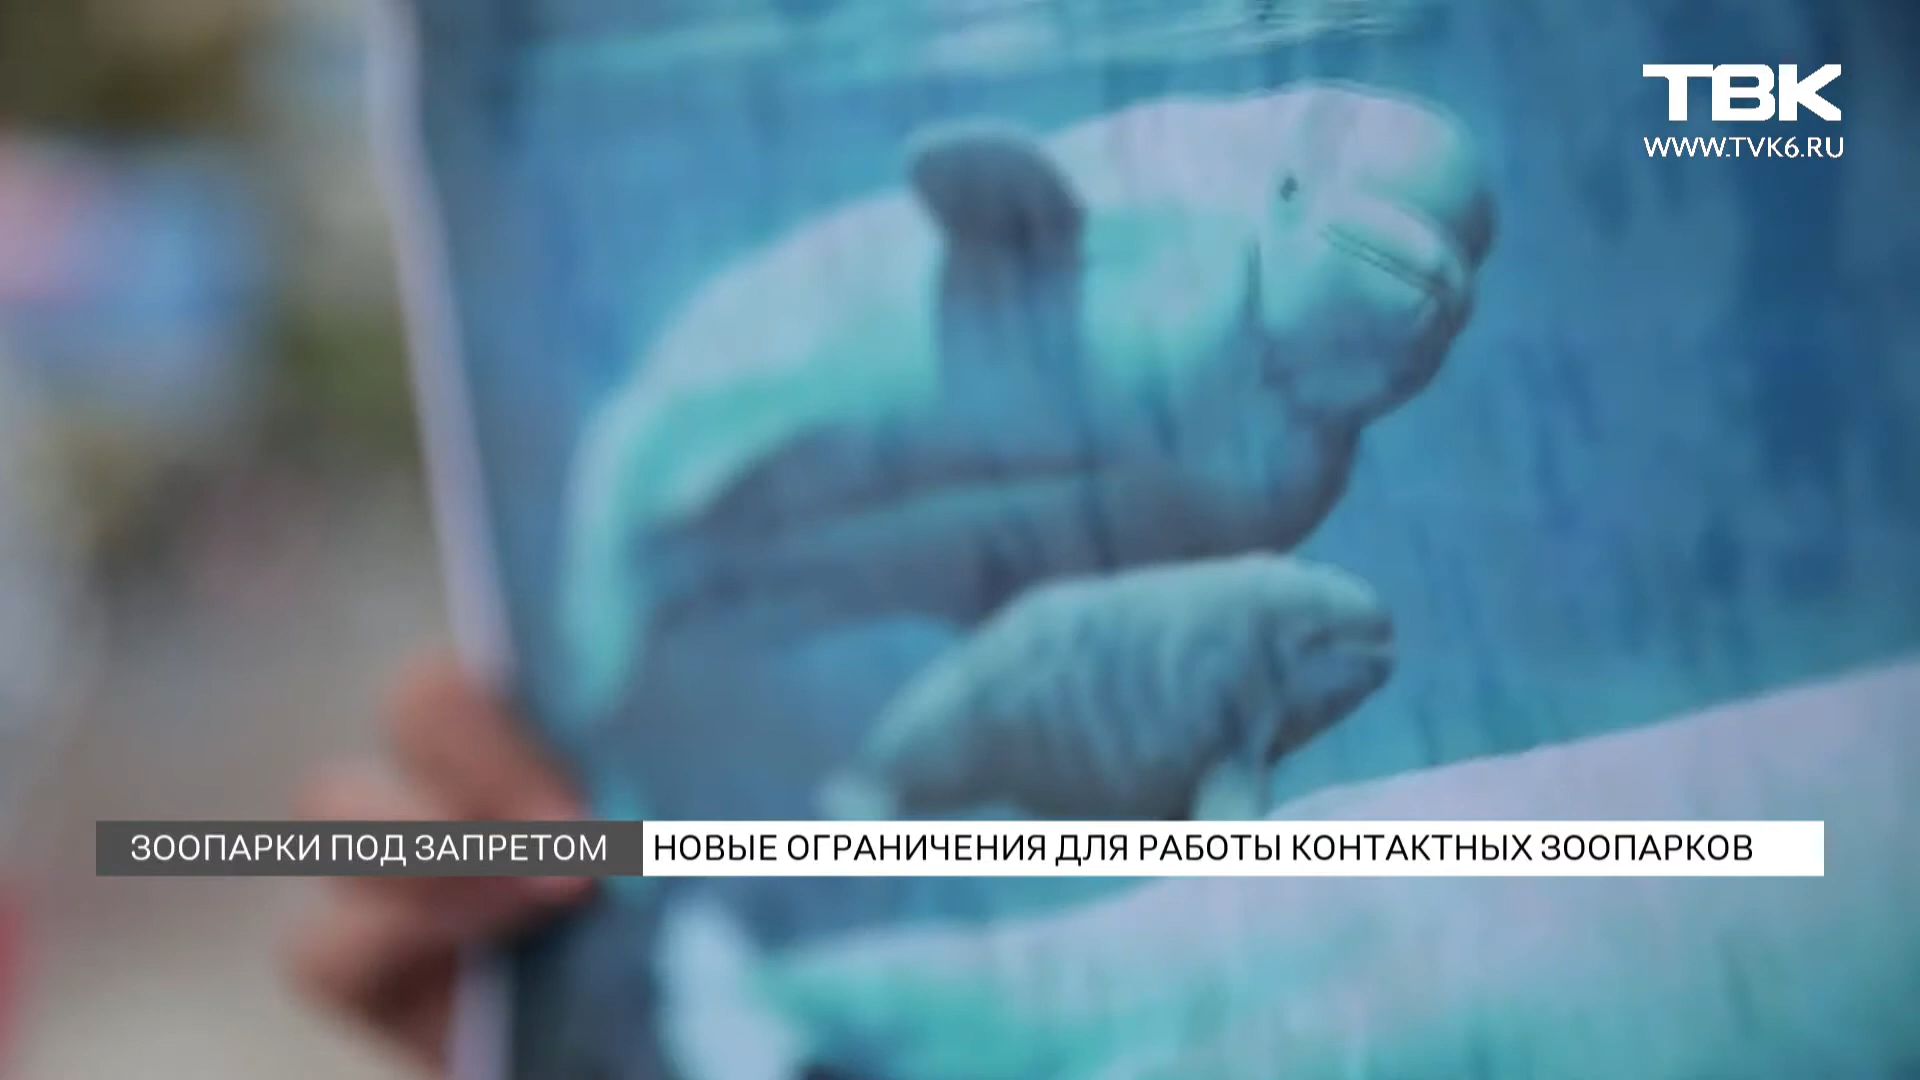 ТВК
WWW.TVK6.RU
ЗООПАРКИ ПОД ЗАПРЕТОМ НОВЫЕ ОГРАНИЧЕНИЯ ДЛЯ РАБОТЫ КОНТАКТНЫХ ЗООПАРКОВ